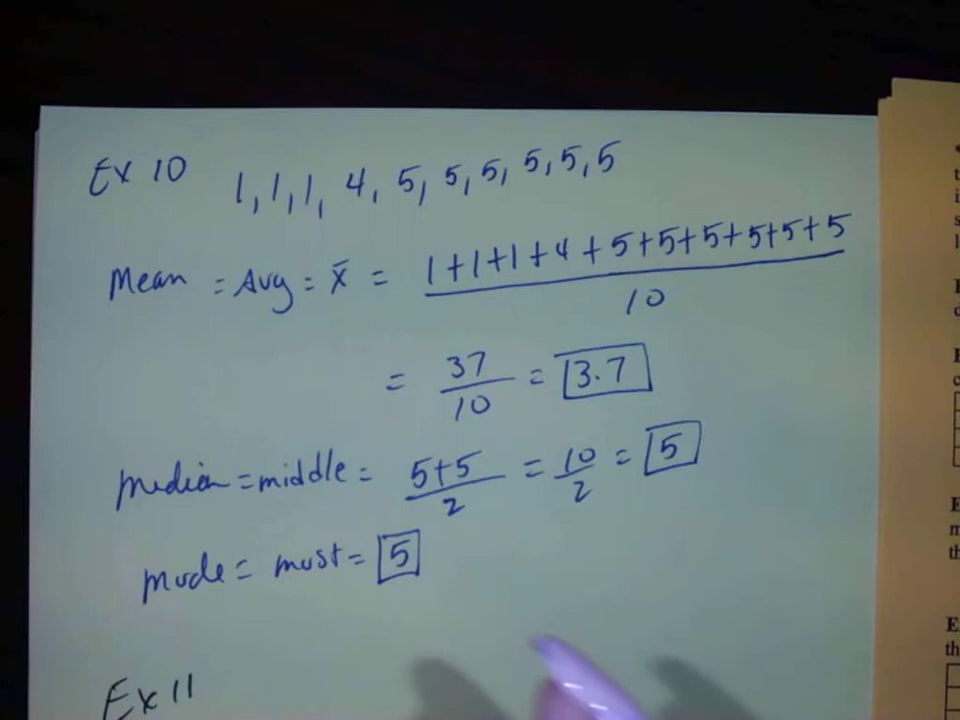 Ex 10 1, 1, 1, 4, 5, 5, 5, 5, 5, 5
Mean = Avg = x̄ = 1+1+1+4+5+5+5+5+5+5
10
= 37/10 = 3.7
median = middle = 5+5/2 = 10/2 = 5
mode = most = 5
Ex 11